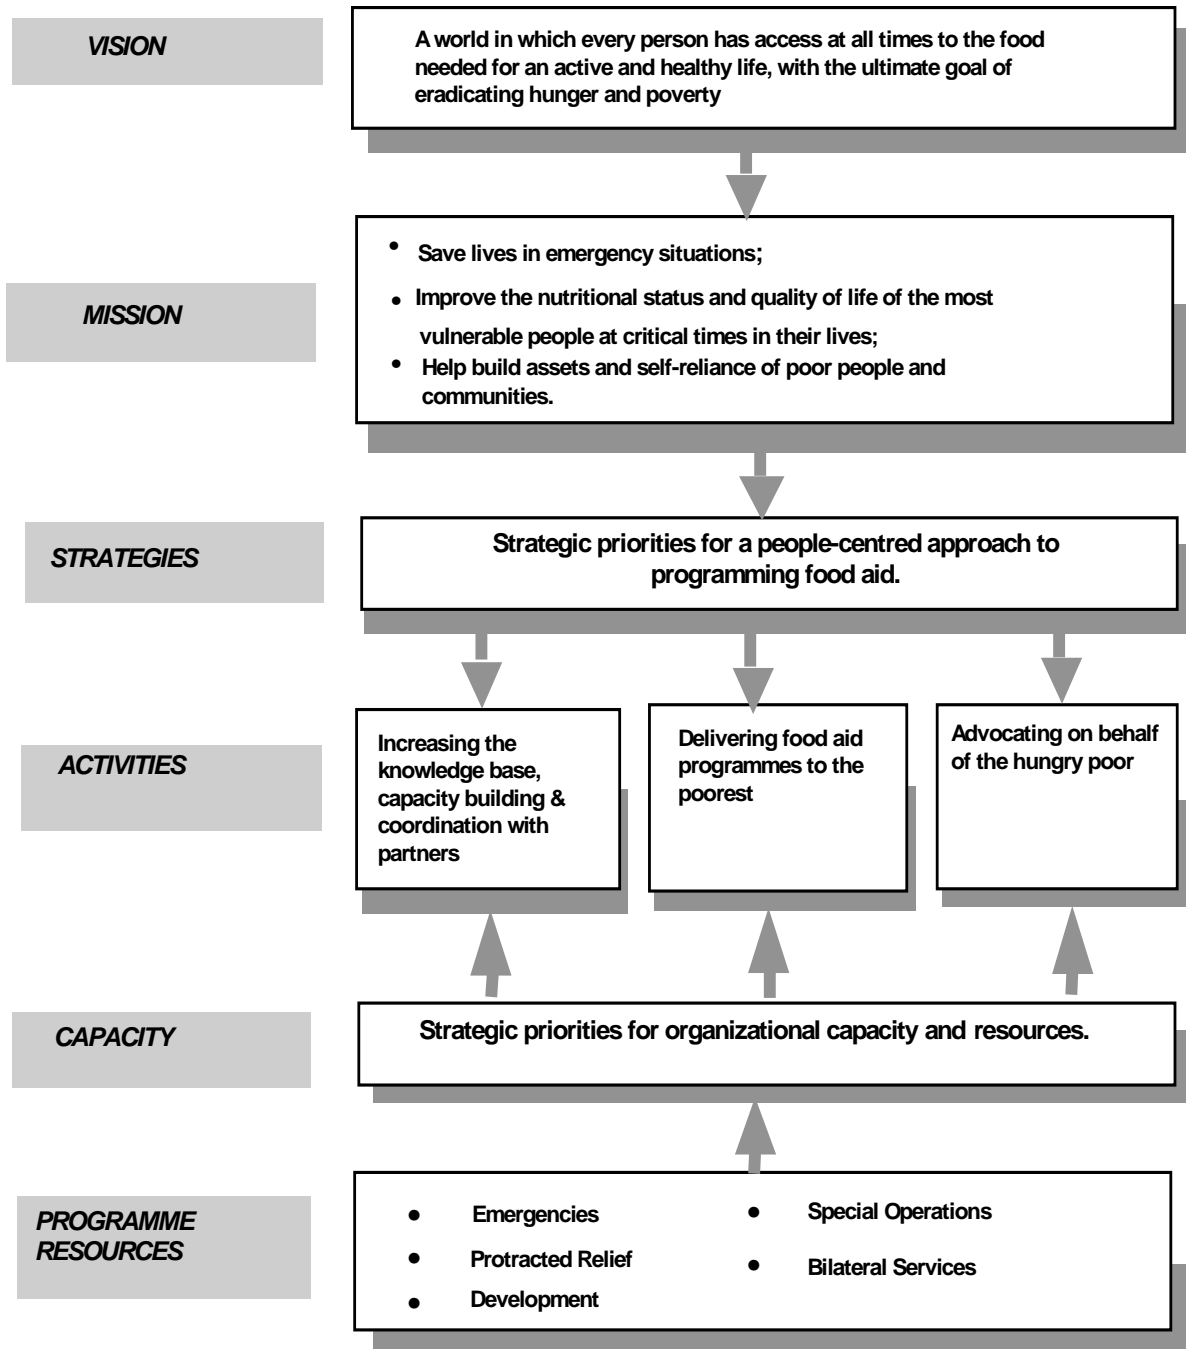 VISION
A world in which every person has access at all times to the food
needed for an active and healthy life, with the ultimate goal of
eradicating hunger and poverty
MISSION
• Save lives in emergency situations;
• Improve the nutritional status and quality of life of the most
vulnerable people at critical times in their lives;
• Help build assets and self-reliance of poor people and
communities.
STRATEGIES
Strategic priorities for a people-centred approach to
programming food aid.
ACTIVITIES
Increasing the
knowledge base,
capacity building &
coordination with
partners
Delivering food aid
programmes to the
poorest
Advocating on behalf
of the hungry poor
CAPACITY
Strategic priorities for organizational capacity and resources.
PROGRAMME
RESOURCES
• Emergencies
• Protracted Relief
• Development
• Special Operations
• Bilateral Services